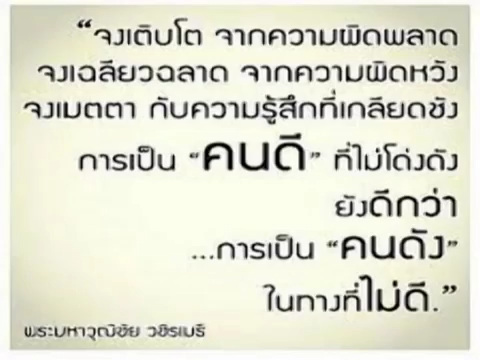 “จงเติบโต จากความผิดพลาด
จงเฉลียวฉลาด จากความผิดหวัง
จงเมตตา กับความรู้สึกที่เกลียดชัง
การเป็น “คนดี” ที่ไม่โด่งดัง
ยังดีกว่า
...การเป็น “คนดัง”
ในทางที่ไม่ดี.”
พระมหาวุฒิชัย วชิรเมธี